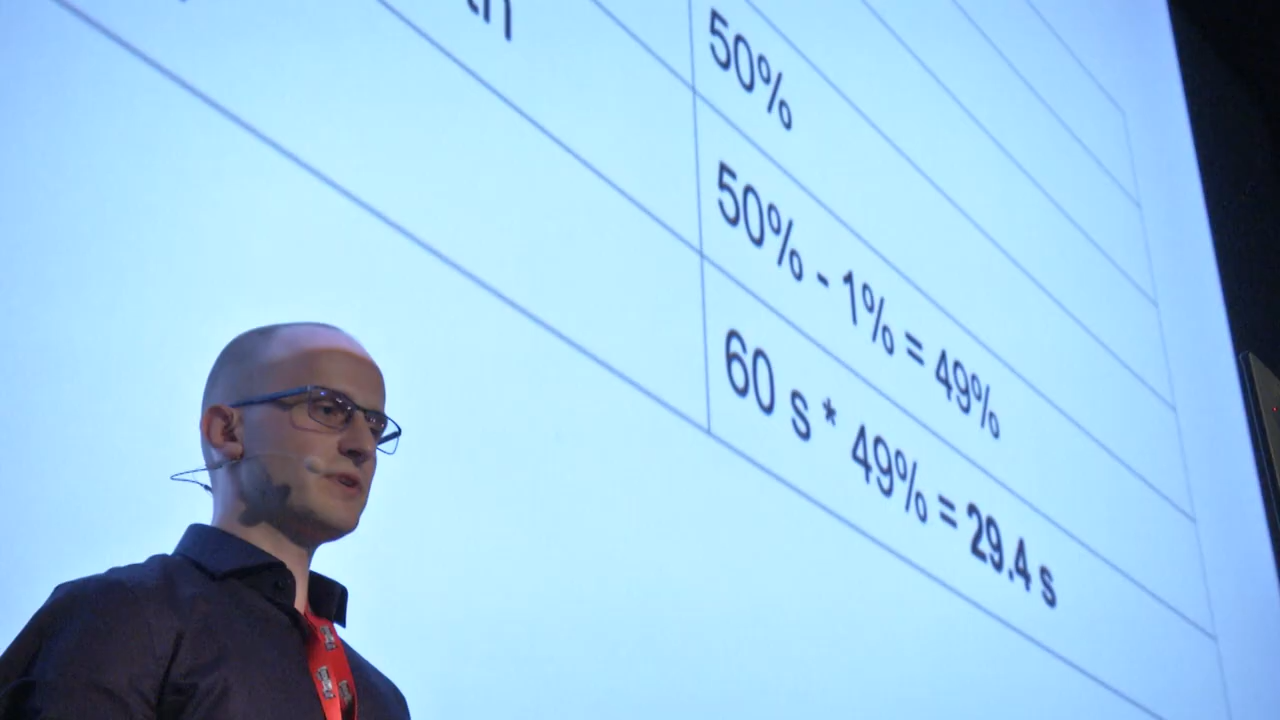 50%
50% - 1% = 49%
60 s * 49% = 29.4 s